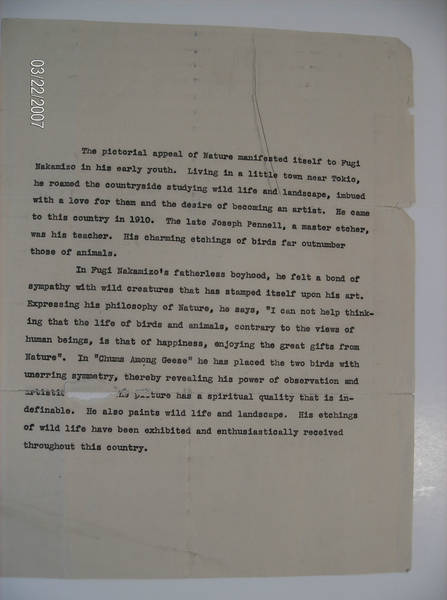 03/22/2007
The pictorial appeal of Nature manifested itself to Fugi
Nakamizo in his early youth. Living in a little town near Tokio,
he roamed the countryside studying wild life and landscape, imbued
with a love for them and the desire of becoming an artist. He came
to this country in 1910. The late Joseph Pennell, a master etcher,
was his teacher. His charming etchings of birds far outnumber
those of animals.
In Fugi Nakamizo's fatherless boyhood, he felt a bond of
sympathy with wild creatures that has stamped itself upon his art.
Expressing his philosophy of Nature, he says, "I can not help think-
ing that the life of birds and animals, contrary to the views of
human beings, is that of happiness, enjoying the great gifts from
Nature". In "Chums Among Geese" he has placed the two birds with
unerring symmetry, thereby revealing his power of observation and
artistic picture has a spiritual quality that is in-
definable. He also paints wild life and landscape. His etchings
of wild life have been exhibited and enthusiastically received
throughout this country.